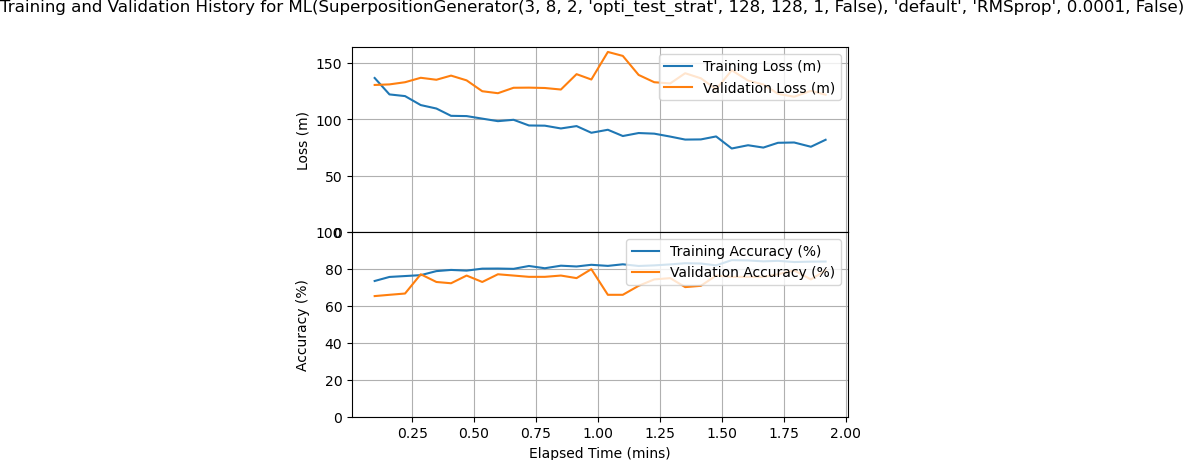 Training and Validation History for ML(SuperpositionGenerator(3, 8, 2, 'opti_test_strat', 128, 128, 1, False), 'default', 'RMSprop', 0.0001, False)
150
100
50
0
Loss (m)
Training Loss (m)
Validation Loss (m)
100
80
60
40
20
0
Accuracy (%)
Training Accuracy (%)
Validation Accuracy (%)
0.25 0.50 0.75 1.00 1.25 1.50 1.75 2.00
Elapsed Time (mins)